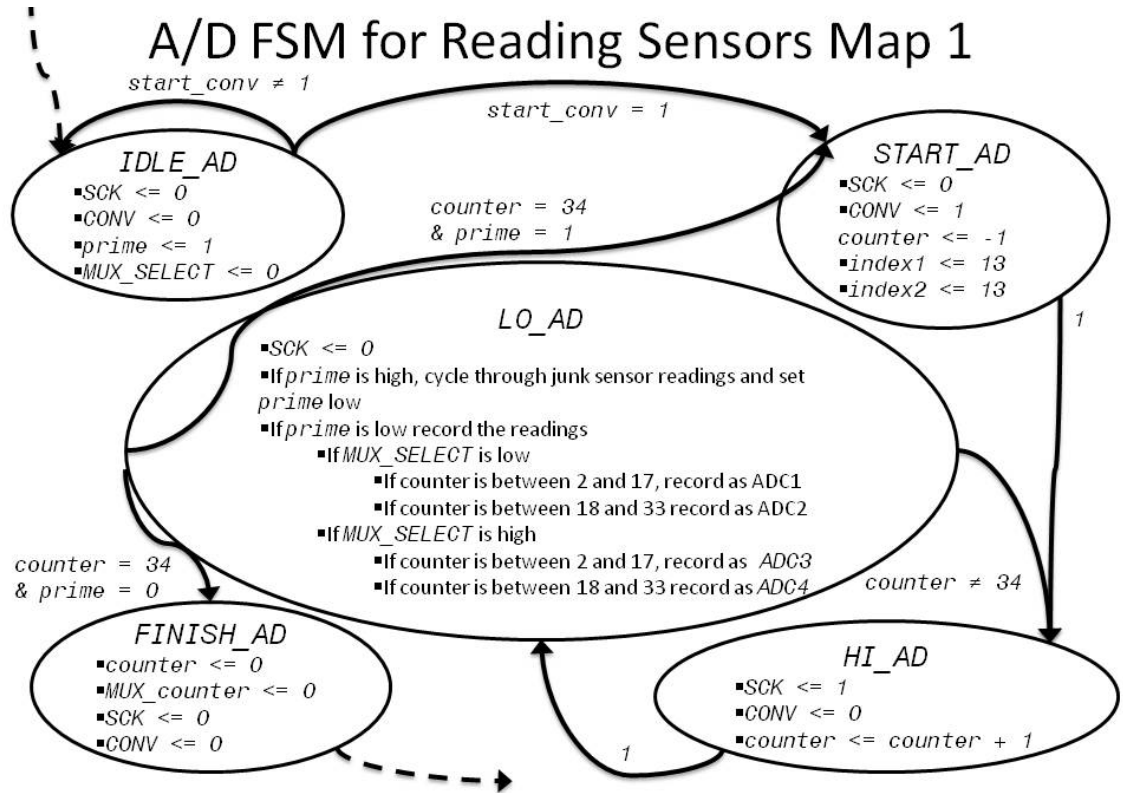 A/D FSM for Reading Sensors Map 1
start_conv ≠ 1
start_conv = 1
IDLE_AD
▪SCK <= 0
▪CONV <= 0
▪prime <= 1
▪MUX_SELECT <= 0
counter = 34
& prime = 1
START_AD
▪SCK <= 0
▪CONV <= 1
counter <= -1
▪index1 <= 13
▪index2 <= 13
1
LO_AD
▪SCK <= 0
▪If prime is high, cycle through junk sensor readings and set
prime low
▪If prime is low record the readings
▪If MUX_SELECT is low
▪If counter is between 2 and 17, record as ADC1
▪If counter is between 18 and 33 record as ADC2
▪If MUX_SELECT is high
▪If counter is between 2 and 17, record as ADC3
▪If counter is between 18 and 33 record as ADC4
counter = 34
& prime = 0
counter ≠ 34
FINISH_AD
▪counter <= 0
▪MUX_counter <= 0
▪SCK <= 0
▪CONV <= 0
HI_AD
▪SCK <= 1
▪CONV <= 0
▪counter <= counter + 1
1